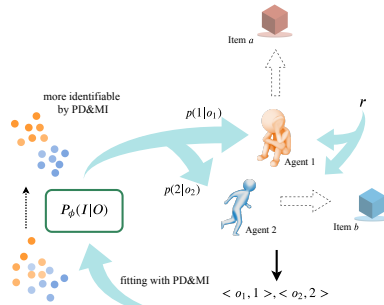 Item a
more identifiable
by PD&MI
p(1|o₁)
r
Agent 1
p(2|o₂)
P_ϕ(I|O)
Agent 2
Item b
fitting with PD&MI
< o₁, 1 >, < o₂, 2 >